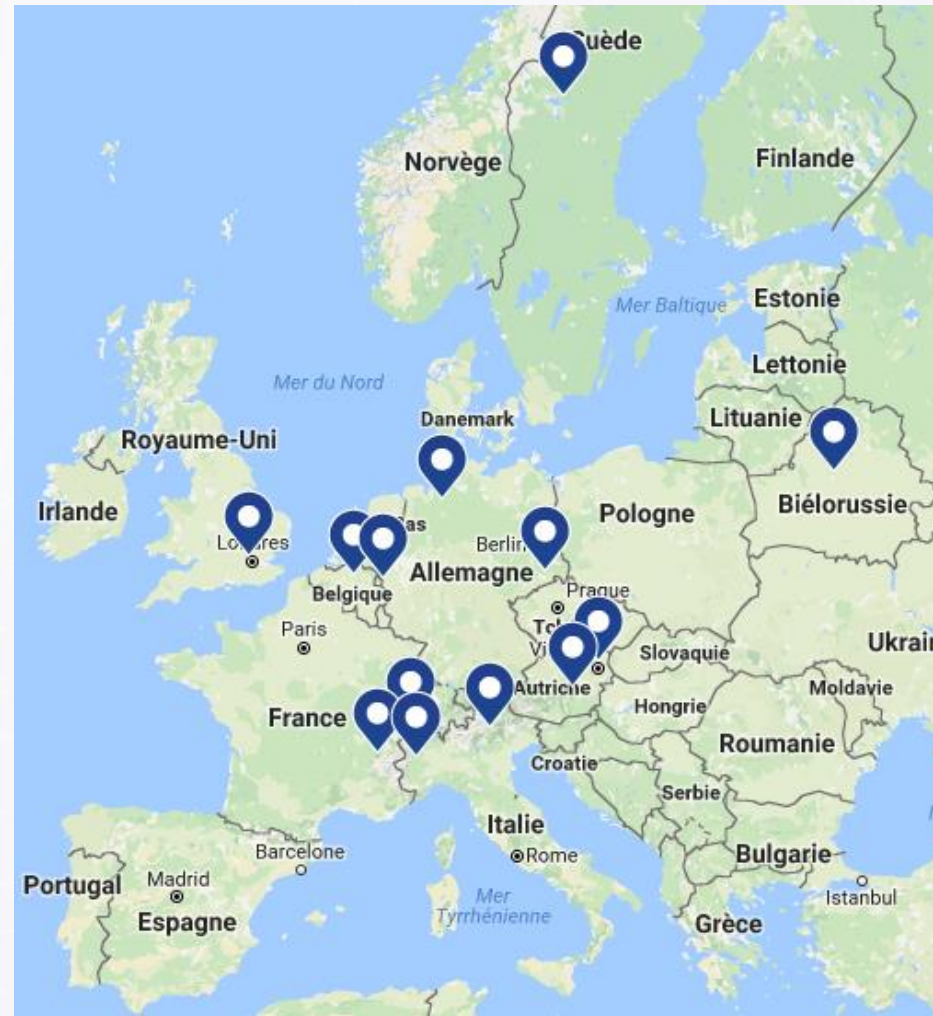 Norvège
Finlande
Estonie
Mer Baltique
Lettonie
Mer du Nord
Danemark
Lituanie
Royaume-Uni
Irlande
Biélorussie
Pologne
Berlin
Allemagne
Belgique
Prague
Paris
Slovaquie
Autriche
Moldavie
Hongrie
France
Roumanie
Croatie
Serbie
Italie
Barcelone
Rome
Bulgarie
Portugal
Madrid
Istanbul
Mer
Tyrrhénienne
Espagne
Grèce